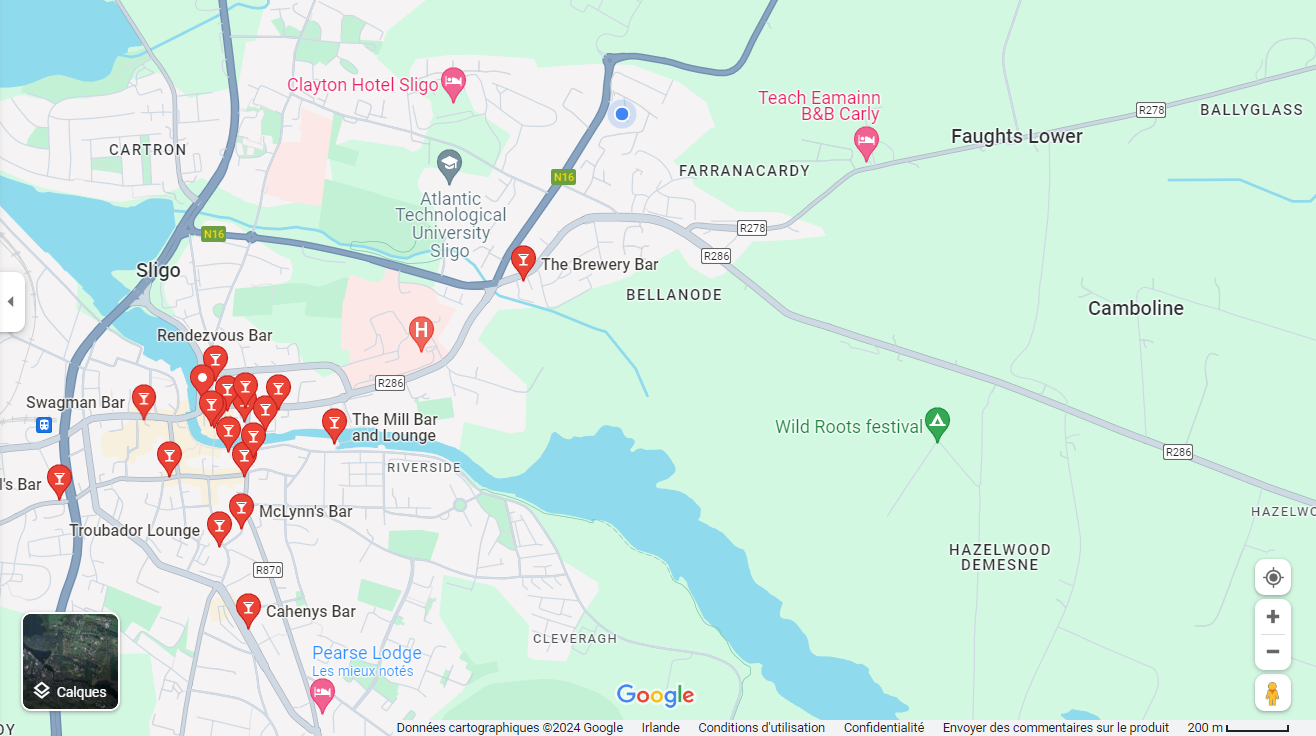 Clayton Hotel Sligo
Teach Eamainn
B&B Carly
R278
BALLYGLASS
Faughts Lower
CARTRON
FARRANACARDY
N16
Atlantic
Technological
University
Sligo
N16
R278
R286
Sligo
The Brewery Bar
BELLANODE
Camboline
Rendezvous Bar
H
R286
Swagman Bar
The Mill Bar
and Lounge
Wild Roots festival
R286
RIVERSIDE
l's Bar
McLynn's Bar
HAZELWO
Troubador Lounge
HAZELWOOD
DEMESNE
R870
Cahenys Bar
CLEVERAGH
Pearse Lodge
Les mieux notés
Calques
Google
DY
Données cartographiques ©2024 Google Irlande Conditions d'utilisation Confidentialité Envoyer des commentaires sur le produit 200 m